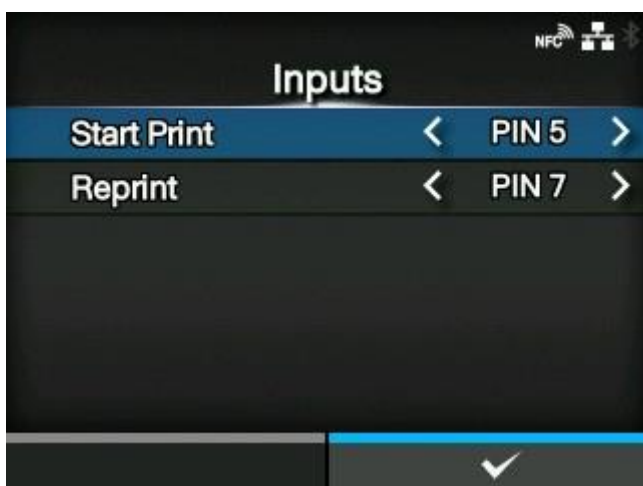 NFC
Inputs
Start Print < PIN 5 >
Reprint < PIN 7 >